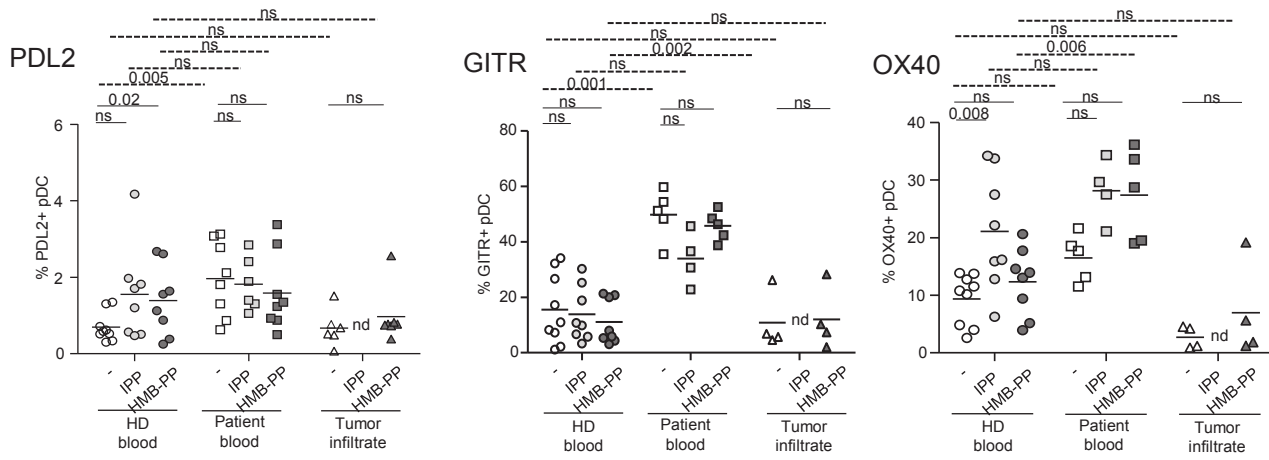 PDL2
ns
ns
ns
ns
0.005
0.02
ns
ns
ns
ns
6
4
2
0
% PDL2+ pDC
nd
- IPP HMB-PP - IPP HMB-PP - IPP HMB-PP
HD blood
Patient blood
Tumor infiltrate
GITR
ns
ns
0.002
ns
0.001
ns
ns
ns
ns
ns
80
60
40
20
0
% GITR+ pDC
nd
- IPP HMB-PP - IPP HMB-PP - IPP HMB-PP
HD blood
Patient blood
Tumor infiltrate
OX40
ns
ns
0.006
ns
ns
ns
0.008
ns
ns
ns
40
30
20
10
0
% OX40+ pDC
nd
- IPP HMB-PP - IPP HMB-PP - IPP HMB-PP
HD blood
Patient blood
Tumor infiltrate